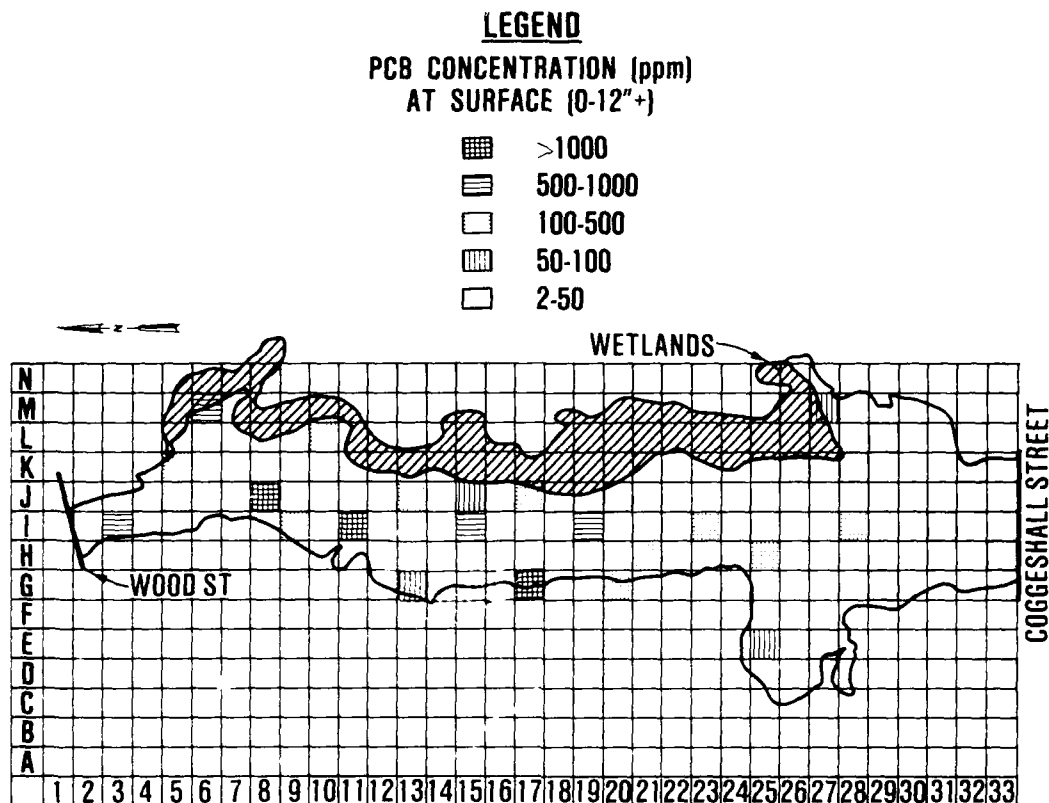 LEGEND
PCB CONCENTRATION (ppm)
AT SURFACE (0-12"+)
>1000
500-1000
100-500
50-100
2-50
z
WETLANDS
N
M
L
K
J
I
H
G
F
E
D
C
B
A
WOOD ST
COGGESHALL STREET
1 2 3 4 5 6 7 8 9 10 11 12 13 14 15 16 17 18 19 20 21 22 23 24 25 26 27 28 29 30 31 32 33